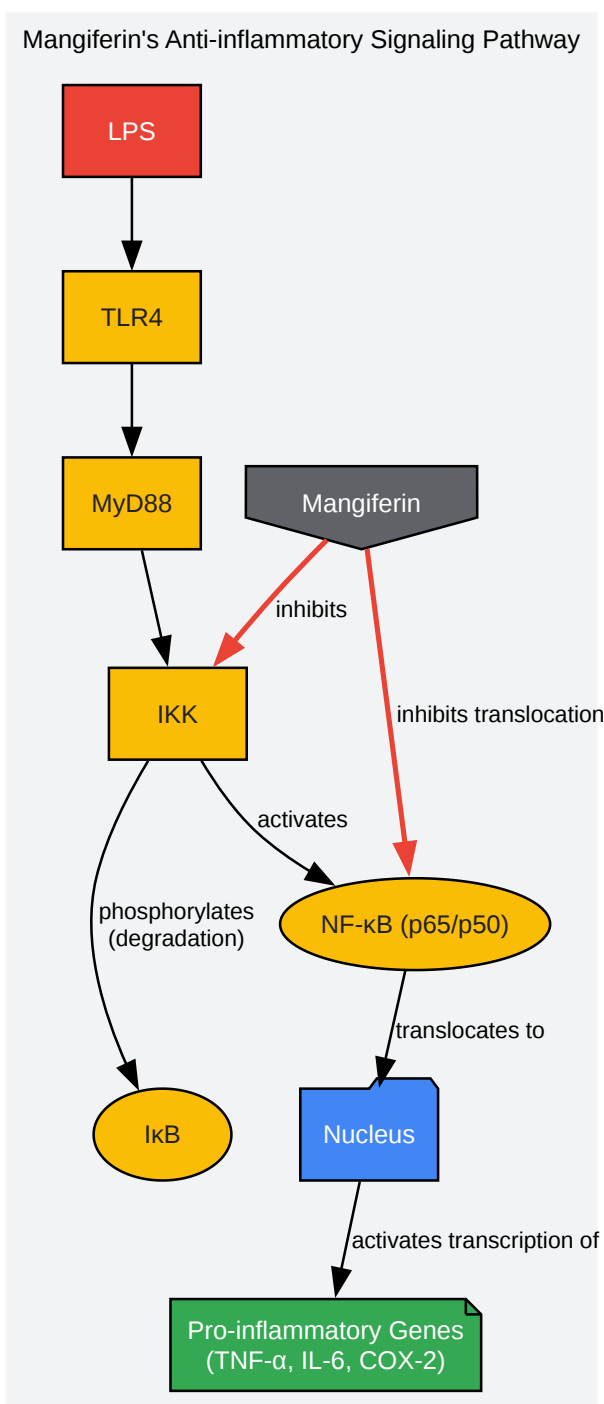 Mangiferin's Anti-inflammatory Signaling Pathway
LPS
TLR4
MyD88
Mangiferin
inhibits
IKK
inhibits translocation
activates
phosphorylates
(degradation)
NF-κB (p65/p50)
translocates to
IκB
Nucleus
activates transcription of
Pro-inflammatory Genes
(TNF-α, IL-6, COX-2)